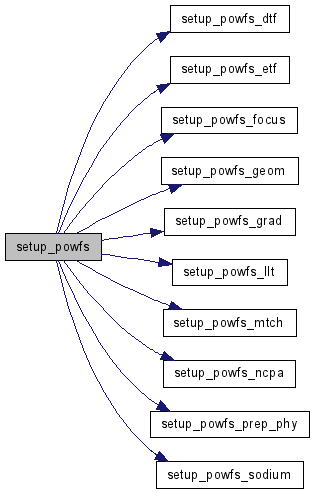 setup_powfs_dtf
setup_powfs_etf
setup_powfs_focus
setup_powfs_geom
setup_powfs
setup_powfs_grad
setup_powfs_llt
setup_powfs_mtch
setup_powfs_ncpa
setup_powfs_prep_phy
setup_powfs_sodium